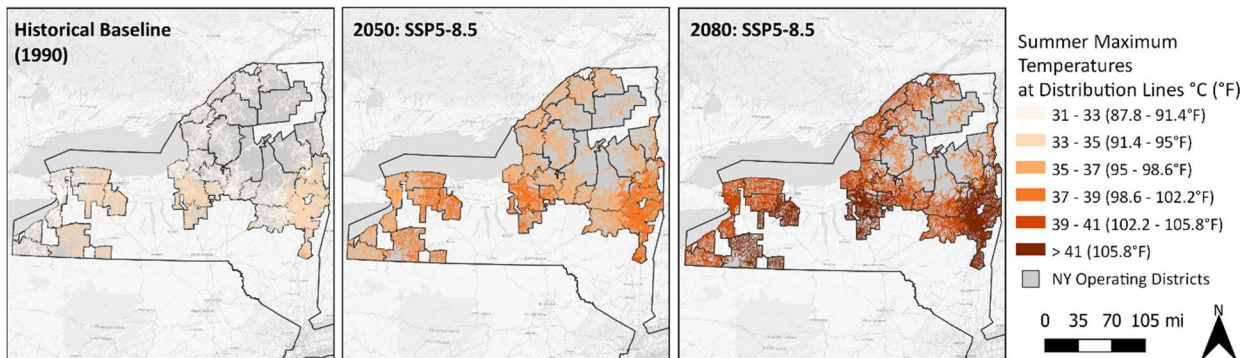 Historical Baseline
(1990)
2050: SSP5-8.5
2080: SSP5-8.5
Summer Maximum
Temperatures
at Distribution Lines °C (°F)
31 - 33 (87.8 - 91.4°F)
33 - 35 (91.4 - 95°F)
35 - 37 (95 - 98.6°F)
37 - 39 (98.6 - 102.2°F)
39 - 41 (102.2 - 105.8°F)
> 41 (105.8°F)
NY Operating Districts
0 35 70 105 mi
N